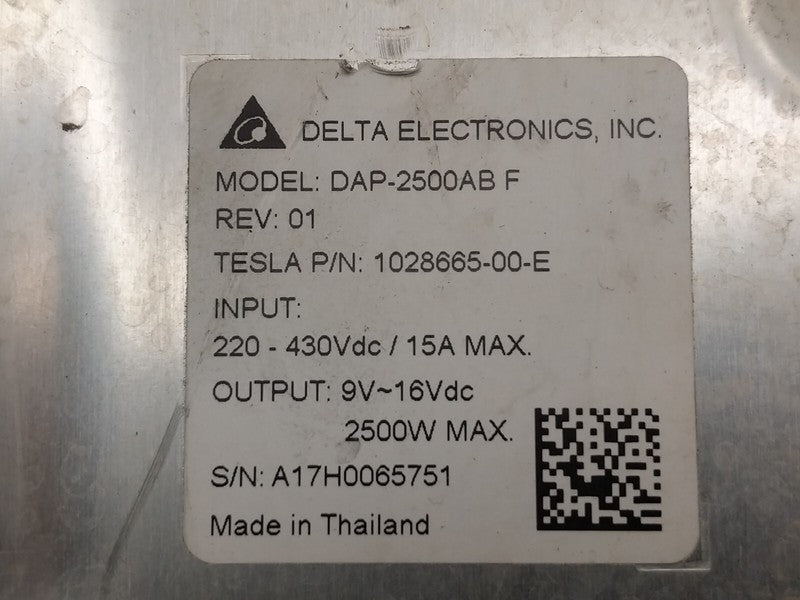 DELTA ELECTRONICS, INC.
MODEL: DAP-2500AB F
REV: 01
TESLA P/N: 1028665-00-E
INPUT:
220 - 430Vdc / 15A MAX.
OUTPUT: 9V~16Vdc
2500W MAX.
S/N: A17H0065751
Made in Thailand